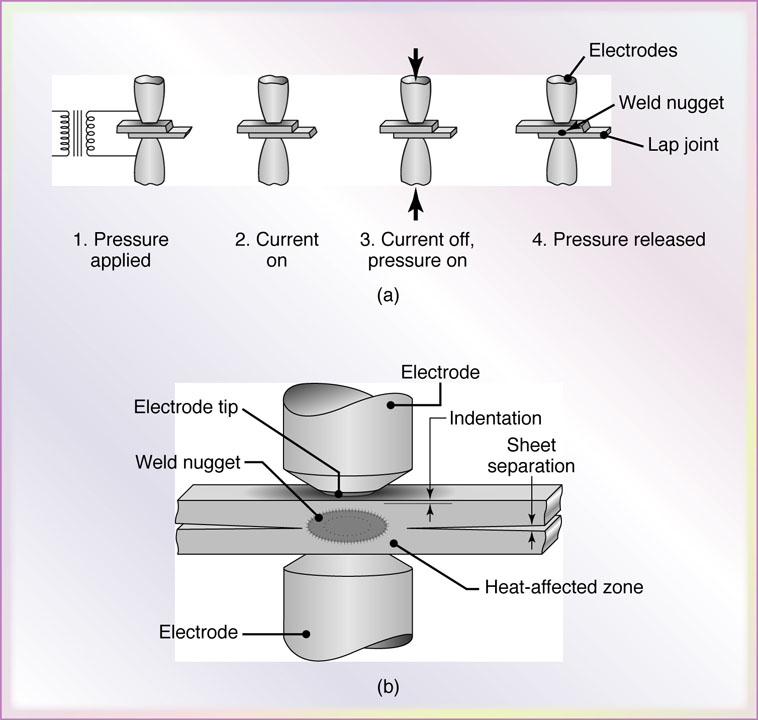 Electrodes
Weld nugget
Lap joint
1. Pressure
applied
2. Current
on
3. Current off,
pressure on
4. Pressure released
(a)
Electrode
Electrode tip
Indentation
Weld nugget
Sheet
separation
Heat-affected zone
Electrode
(b)